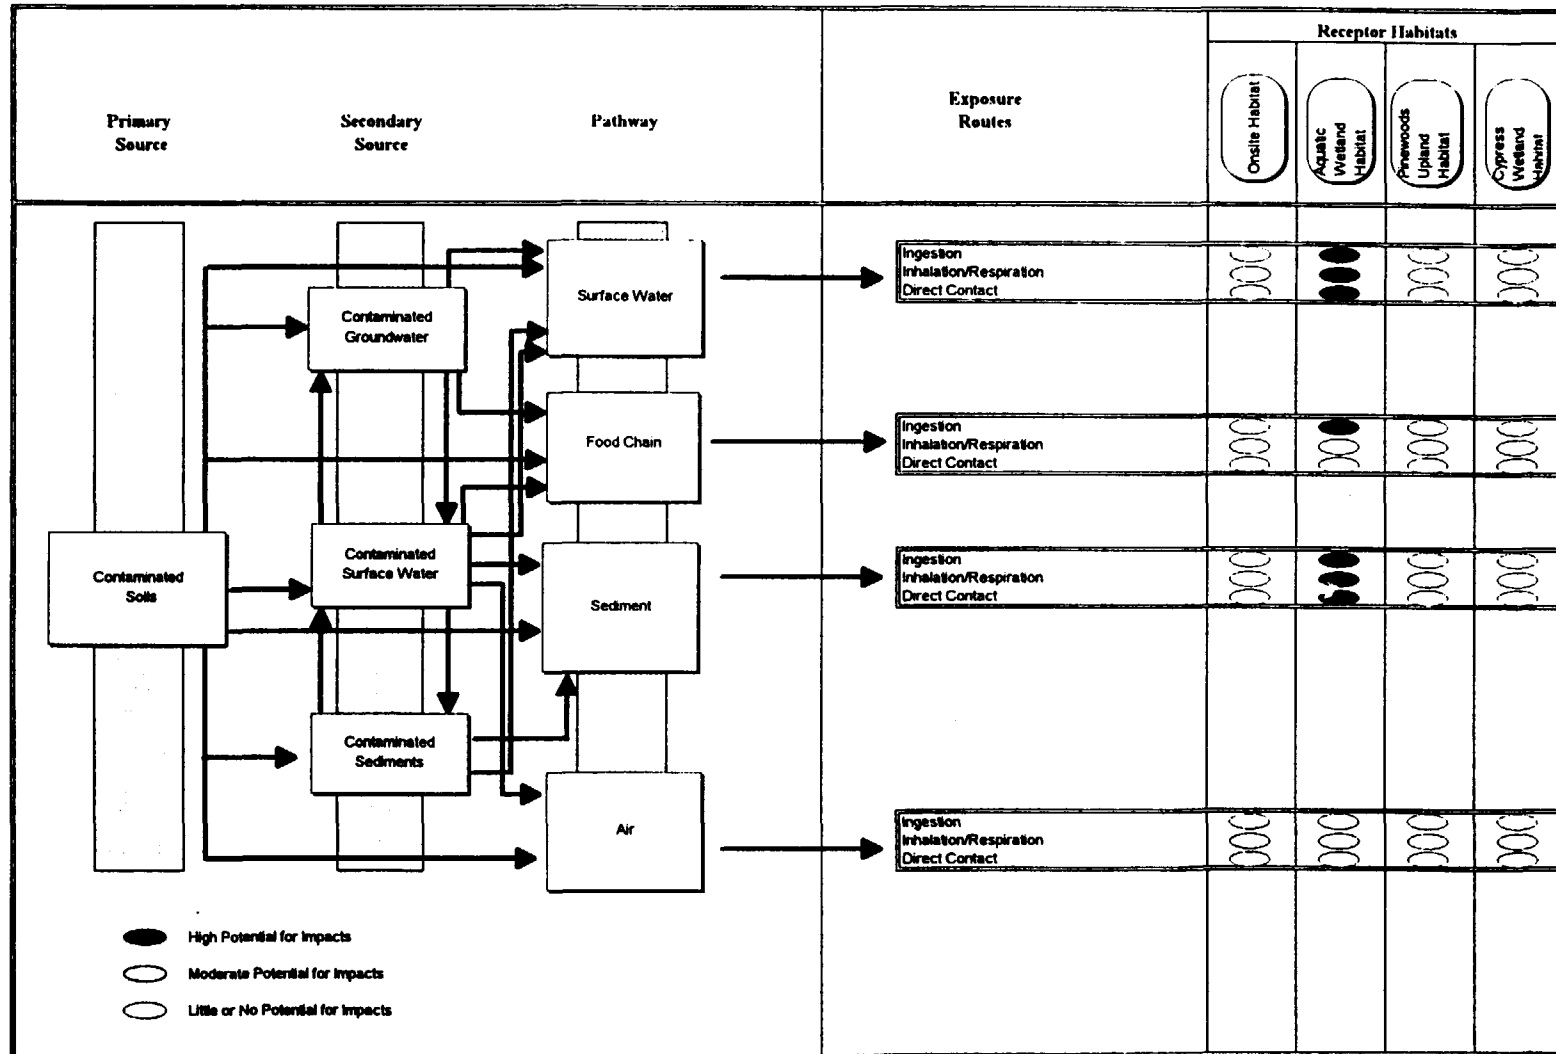 Receptor Habitats
Primary
Source
Secondary
Source
Pathway
Exposure
Routes
Onsite Habitat
Aquatic
Wetland
Habitat
Pinewoods
Upland
Habitat
Cypress
Wetland
Habitat
Surface Water
Contaminated
Groundwater
Food Chain
Contaminated
Soils
Contaminated
Surface Water
Sediment
Contaminated
Sediments
Air
Ingestion
Inhalation/Respiration
Direct Contact
Ingestion
Inhalation/Respiration
Direct Contact
Ingestion
Inhalation/Respiration
Direct Contact
Ingestion
Inhalation/Respiration
Direct Contact
High Potential for Impacts
Moderate Potential for Impacts
Little or No Potential for Impacts